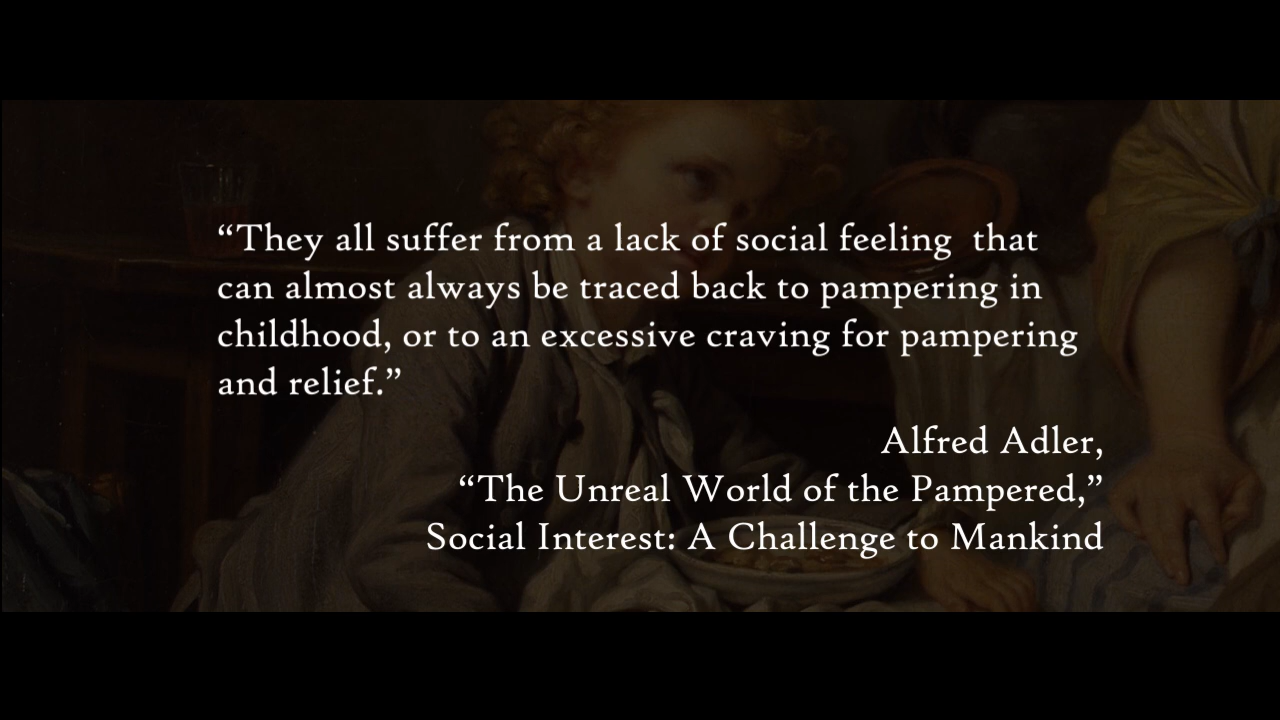 “They all suffer from a lack of social feeling  that
can almost always be traced back to pampering in
childhood, or to an excessive craving for pampering
and relief.”
Alfred Adler,
“The Unreal World of the Pampered,”
Social Interest: A Challenge to Mankind